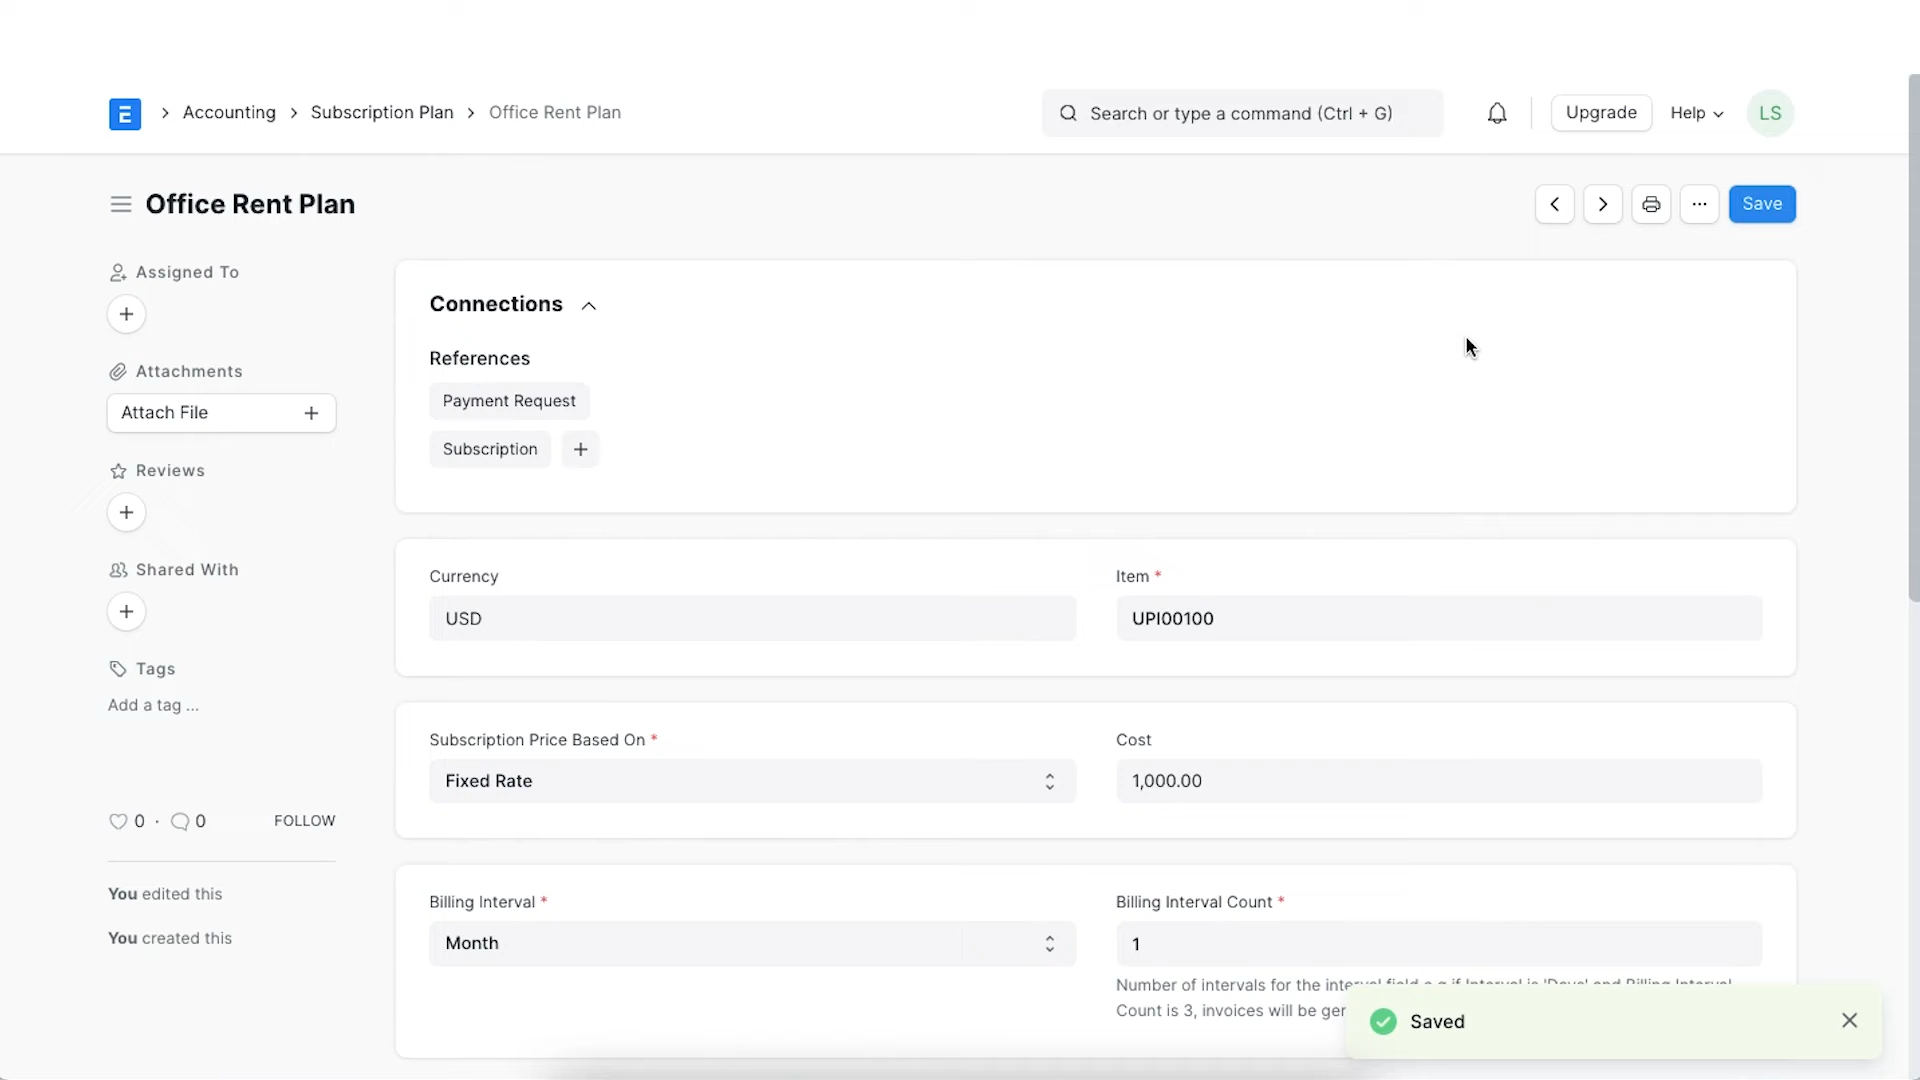 E Accounting Subscription Plan Office Rent Plan Search or type a command (Ctrl + G) Upgrade Help LS
Office Rent Plan Save
Assigned To
Attachments
Attach File
Reviews
Shared With
Tags
Add a tag ...
0 · 0 FOLLOW
You edited this
You created this
Connections
References
Payment Request
Subscription
Currency
USD
Item *
UPI00100
Subscription Price Based On *
Fixed Rate
Cost
1,000.00
Billing Interval *
Month
Billing Interval Count *
1
Number of intervals for the interval field e.g if Interval is 'Days' and Billing Interval
Count is 3, invoices will be ger
Saved